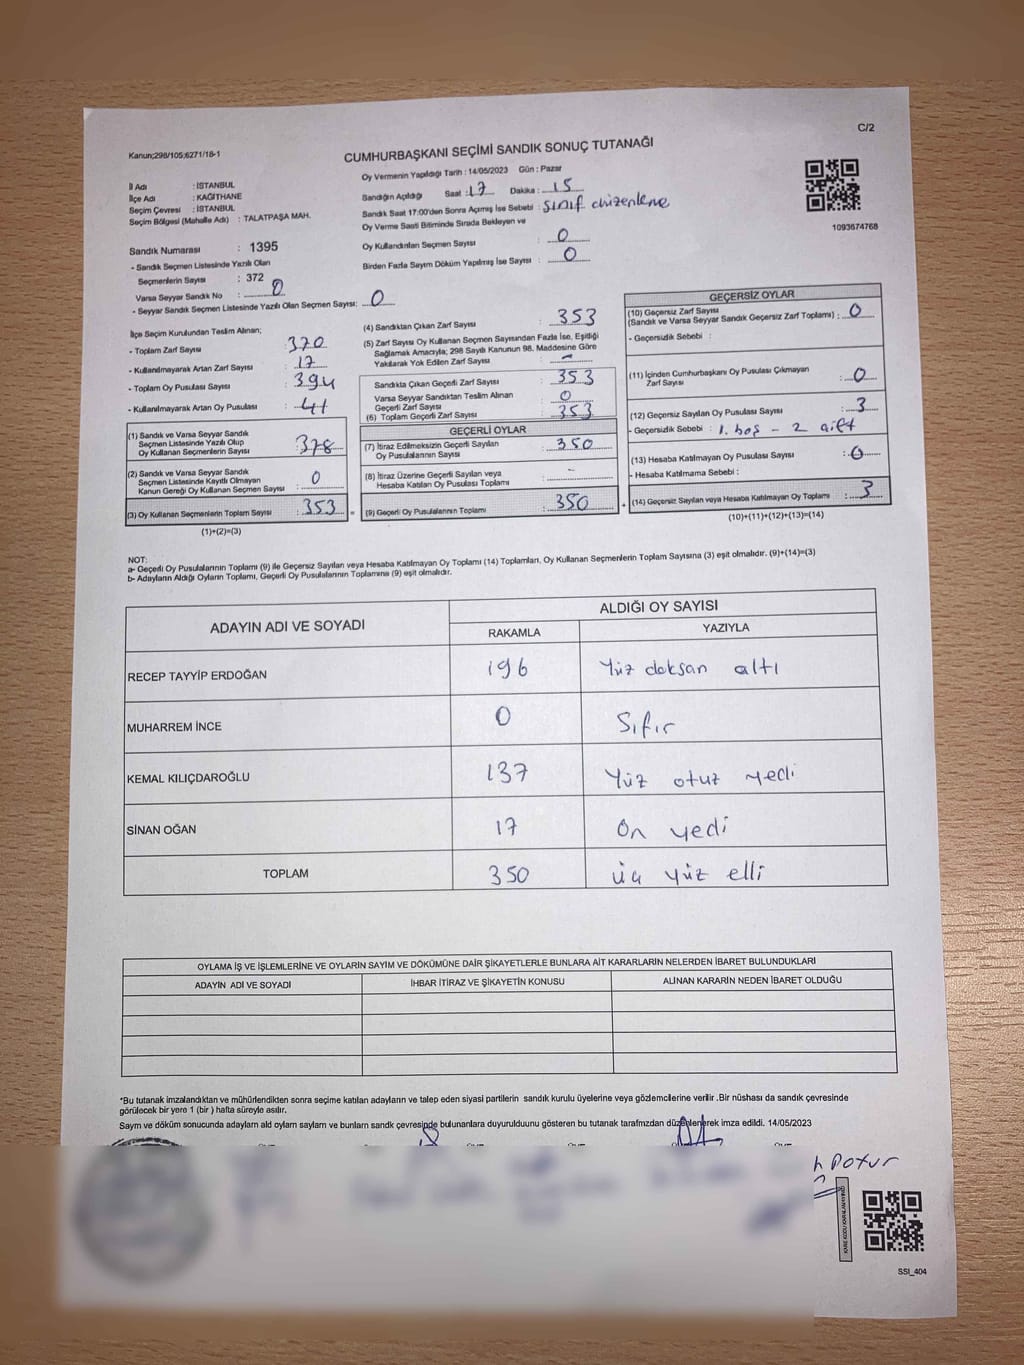 C/2
Kanun;298/105;6271/18-1
CUMHURBAŞKANI SEÇİMİ SANDIK SONUÇ TUTANAĞI
İl Adı : İSTANBUL
İlçe Adı : KAĞITHANE
Seçim Çevresi : İSTANBUL
Seçim Bölgesi (Mahalle Adı) : TALATPAŞA MAH.
Oy Vermenin Yapıldığı Tarih : 14/05/2023 Gün : Pazar
Sandığın Açıldığı Saat : 17 Dakika : 15
Sandık Saat 17:00'den Sonra Açımış İse Sebebi : Sınıf düzenleme
Oy Verme Saati Bitiminde Sırada Bekleyen ve
Oy Kullandırılan Seçmen Sayısı : 0
Birden Fazla Sayım Döküm Yapılmış İse Sayısı : 0
1093674768
Sandık Numarası : 1395
- Sandık Seçmen Listesinde Yazılı Olan
Seçmenlerin Sayısı : 372
Varsa Seyyar Sandık No : 0
- Seyyar Sandık Seçmen Listesinde Yazılı Olan Seçmen Sayısı: 0
İlçe Seçim Kurulundan Teslim Alınan;
- Toplam Zarf Sayısı : 370
- Kullanılmayarak Artan Zarf Sayısı : 17
- Toplam Oy Pusulası Sayısı : 394
- Kullanılmayarak Artan Oy Pusulası : 41
(1) Sandık ve Varsa Seyyar Sandık
Seçmen Listesinde Yazılı Olup
Oy Kullanan Seçmenlerin Sayısı : 378
(2) Sandık ve Varsa Seyyar Sandık
Seçmen Listesinde Kayıtlı Olmayan
Kanun Gereği Oy Kullanan Seçmen Sayısı : 0
(3) Oy Kullanan Seçmenlerin Toplam Sayısı : 353 =
(1)+(2)=(3)
(4) Sandıktan Çıkan Zarf Sayısı : 353
(5) Zarf Sayısı Oy Kullanan Seçmen Sayısından Fazla İse, Eşitliği
Sağlamak Amacıyla; 298 Sayılı Kanunun 98. Maddesine Göre
Yakılarak Yok Edilen Zarf Sayısı : -
Sandıkta Çıkan Geçerli Zarf Sayısı : 353
Varsa Seyyar Sandıktan Teslim Alınan
Geçerli Zarf Sayısı : 0
(6) Toplam Geçerli Zarf Sayısı : 353
GEÇERLİ OYLAR
(7) İtiraz Edilmeksizin Geçerli Sayılan
Oy Pusulalarının Sayısı : 350
(8) İtiraz Üzerine Geçerli Sayılan veya
Hesaba Katılan Oy Pusulası Toplamı : -
(9) Geçerli Oy Pusulalarının Toplamı : 350 +
GEÇERSİZ OYLAR
(10) Geçersiz Zarf Sayısı
(Sandık ve Varsa Seyyar Sandık Geçersiz Zarf Toplamı) : 0
- Geçersizlik Sebebi :
(11) İçinden Cumhurbaşkanı Oy Pusulası Çıkmayan
Zarf Sayısı : 0
(12) Geçersiz Sayılan Oy Pusulası Sayısı : 3
- Geçersizlik Sebebi : 1. boş - 2 çift
(13) Hesaba Katılmayan Oy Pusulası Sayısı : 0
- Hesaba Katılmama Sebebi :
(14) Geçersiz Sayılan veya Hesaba Katılmayan Oy Toplamı : 3
(10)+(11)+(12)+(13)=(14)
NOT:
a- Geçerli Oy Pusulalarının Toplamı (9) ile Geçersiz Sayılan veya Hesaba Katılmayan Oy Toplamı (14) Toplamları, Oy Kullanan Seçmenlerin Toplam Sayısına (3) eşit olmalıdır. (9)+(14)=(3)
b- Adayların Aldığı Oyların Toplamı, Geçerli Oy Pusulalarının Toplamına (9) eşit olmalıdır.
ADAYIN ADI VE SOYADI
ALDIĞI OY SAYISI
RAKAMLA YAZIYLA
RECEP TAYYİP ERDOĞAN 196 Yüz doksan altı
MUHARREM İNCE 0 Sıfır
KEMAL KILIÇDAROĞLU 137 Yüz otuz yedi
SİNAN OĞAN 17 On yedi
TOPLAM 350 üç yüz elli
OYLAMA İŞ VE İŞLEMLERİNE VE OYLARIN SAYIM VE DÖKÜMÜNE DAİR ŞİKAYETLERLE BUNLARA AİT KARARLARIN NELERDEN İBARET BULUNDUKLARI
ADAYIN ADI VE SOYADI İHBAR İTİRAZ VE ŞİKAYETİN KONUSU ALINAN KARARIN NEDEN İBARET OLDUĞU
*Bu tutanak imzalandıktan ve mühürlendikten sonra seçime katılan adayların ve talep eden siyasi partilerin sandık kurulu üyelerine veya gözlemcilerine verilir .Bir nüshası da sandık çevresinde
görülecek bir yere 1 (bir ) hafta süreyle asılır.
Sayım ve döküm sonucunda adayların ald oyların sayların ve bunların sandk çevresinde bulunanlara duyurulduunu gösteren bu tutanak tarafmzdan düzenlenerek imza edildi. 14/05/2023
SSI_404